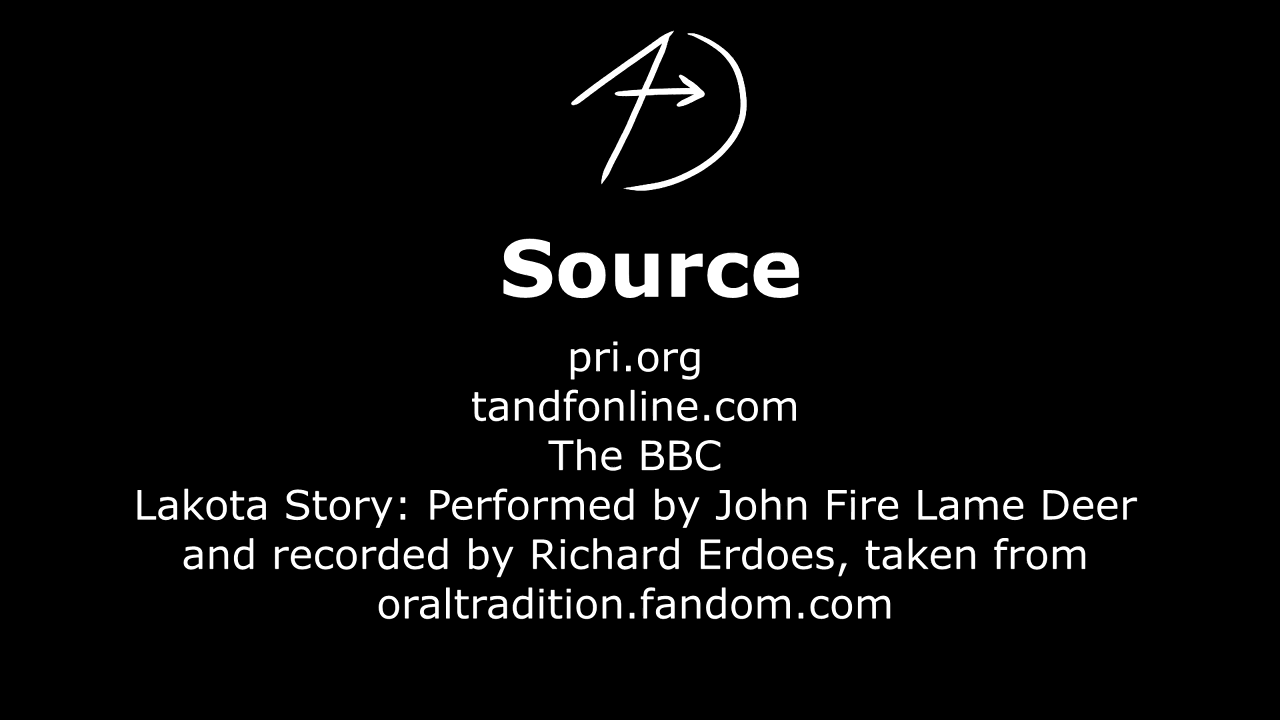 Source
pri.org
tandfonline.com
The BBC
Lakota Story: Performed by John Fire Lame Deer
and recorded by Richard Erdoes, taken from
oraltradition.fandom.com